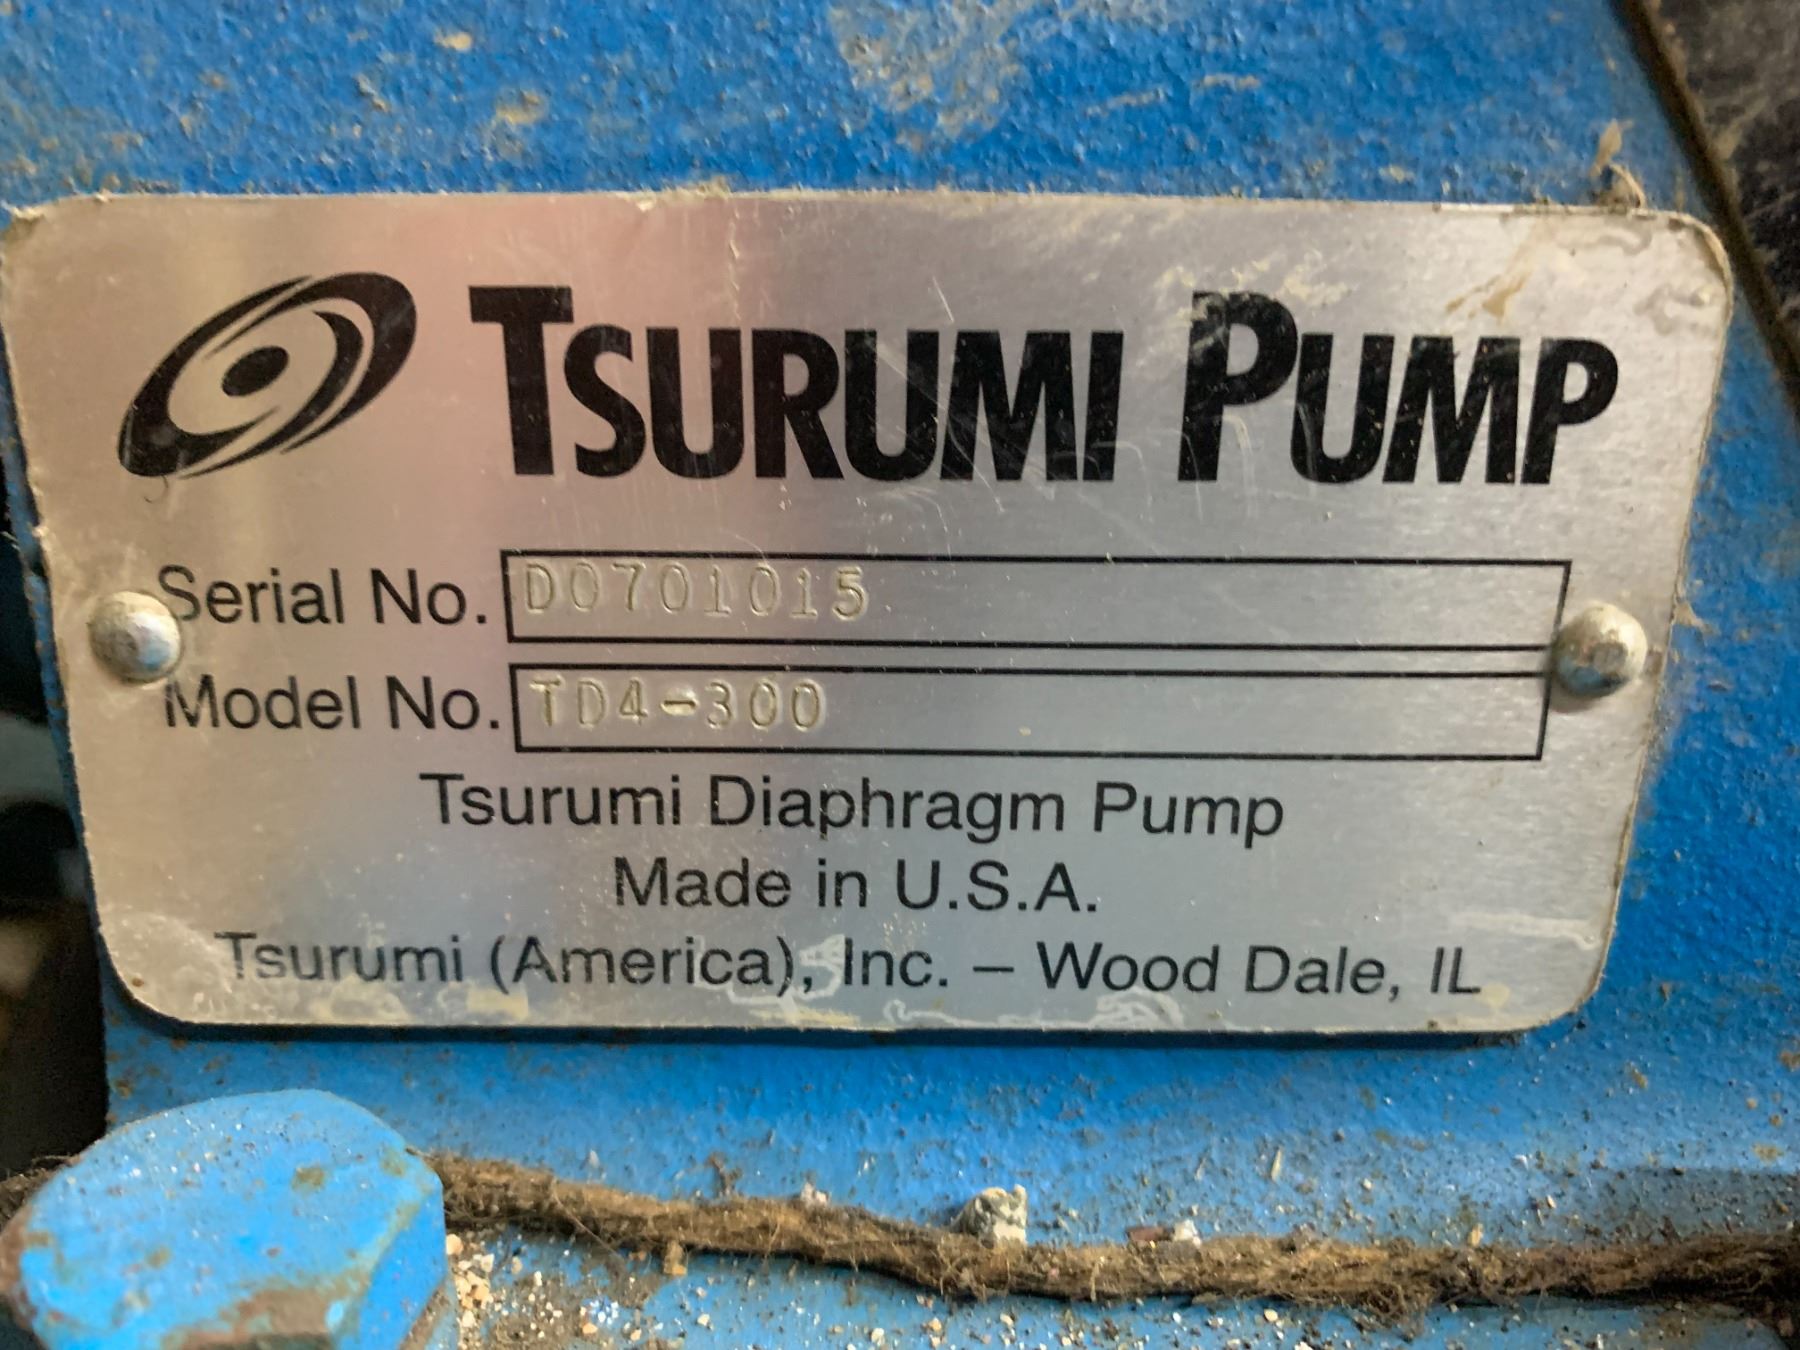 TSURUMI PUMP
Serial No. D0701015
Model No. TD4-300
Tsurumi Diaphragm Pump
Made in U.S.A.
Tsurumi (America), Inc. – Wood Dale, IL